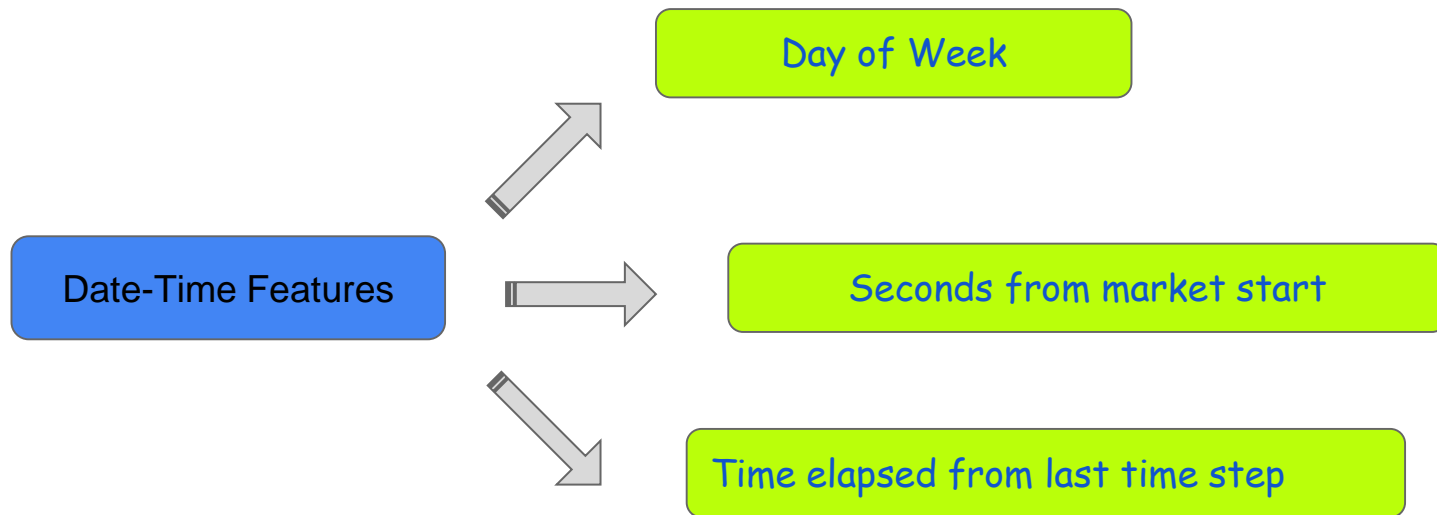 Day of Week
Date-Time Features
Seconds from market start
Time elapsed from last time step